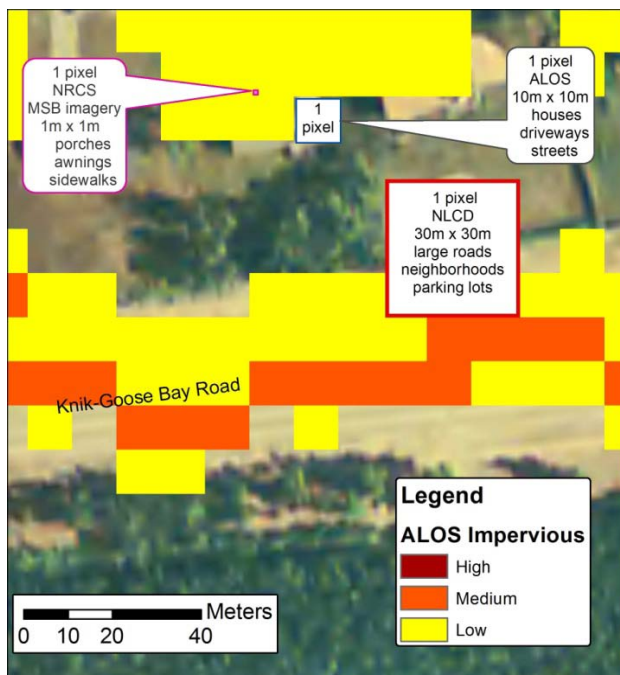 1 pixel
NRCS
MSB imagery
1m x 1m
porches
awnings
sidewalks
1
pixel
1 pixel
ALOS
10m x 10m
houses
driveways
streets
1 pixel
NLCD
30m x 30m
large roads
neighborhoods
parking lots
Knik-Goose Bay Road
Legend
ALOS Impervious
High
Medium
Low
Meters
0 10 20 40